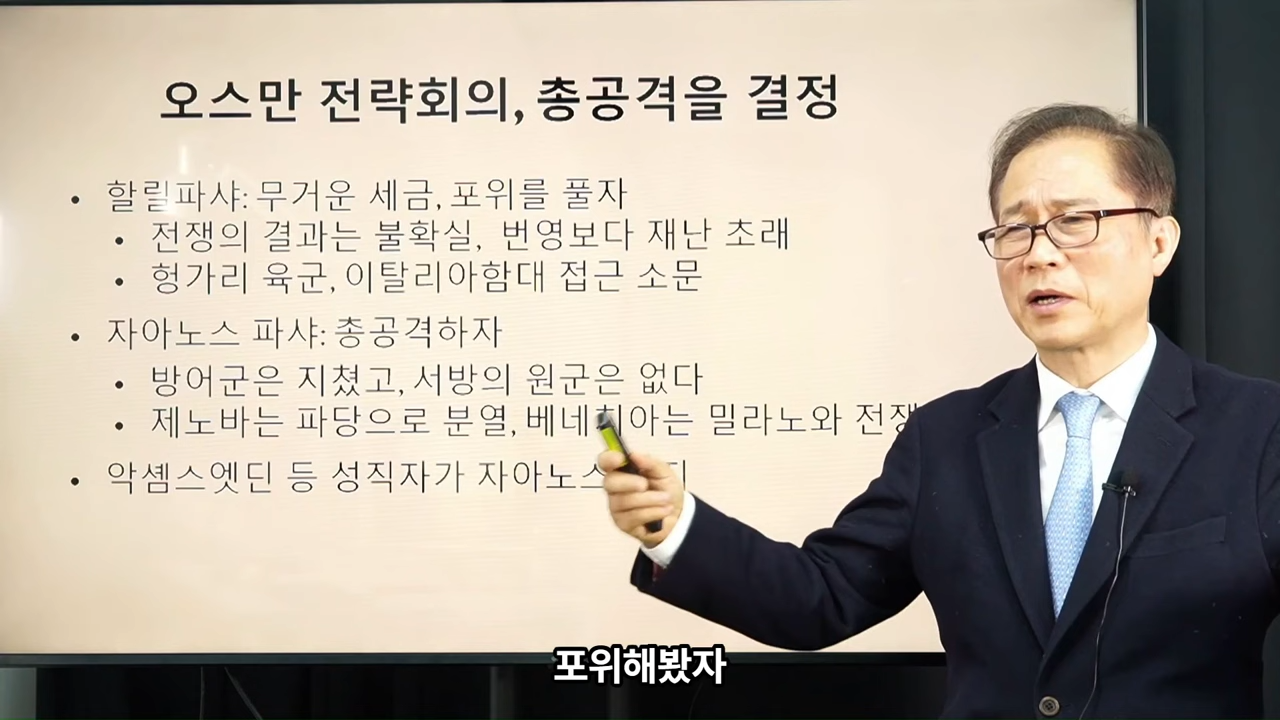 오스만 전략회의, 총공격을 결정
• 할릴파샤: 무거운 세금, 포위를 풀자
• 전쟁의 결과는 불확실, 번영보다 재난 초래
• 헝가리 육군, 이탈리아함대 접근 소문
• 자아노스 파샤: 총공격하자
• 방어군은 지쳤고, 서방의 원군은 없다
• 제노바는 파당으로 분열, 베네치아는 밀라노와 전쟁
• 악셈스엣딘 등 성직자가 자아노스
포위해봤자